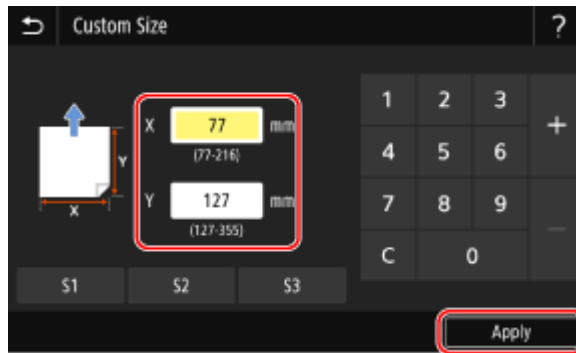 Custom Size ?
X 77 mm
(77-216)
Y 127 mm
(127-355)
Y
X
1 2 3 +
4 5 6
7 8 9 -
C 0
S1 S2 S3
Apply